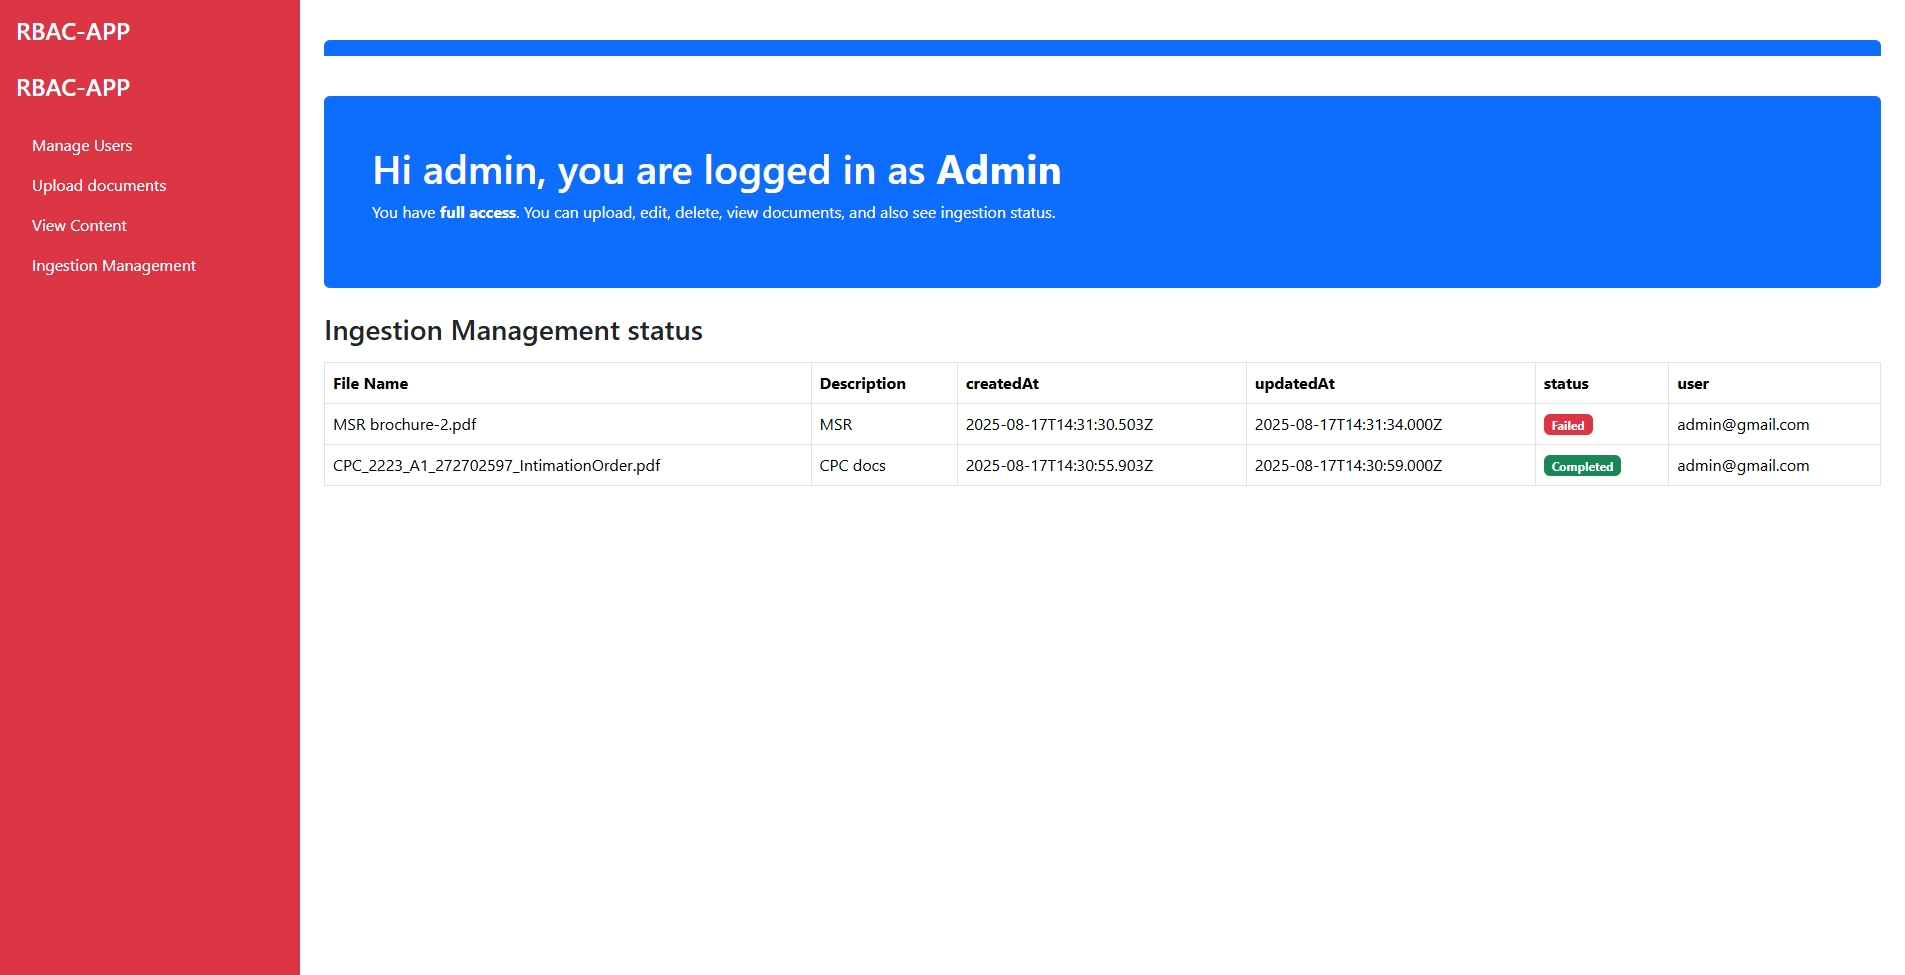 RBAC-APP
RBAC-APP
Manage Users
Upload documents
View Content
Ingestion Management
Hi admin, you are logged in as Admin
You have full access. You can upload, edit, delete, view documents, and also see ingestion status.
Ingestion Management status
File Name Description createdAt updatedAt status user
MSR brochure-2.pdf MSR 2025-08-17T14:31:30.503Z 2025-08-17T14:31:34.000Z Failed admin@gmail.com
CPC_2223_A1_272702597_IntimationOrder.pdf CPC docs 2025-08-17T14:30:55.903Z 2025-08-17T14:30:59.000Z Completed admin@gmail.com